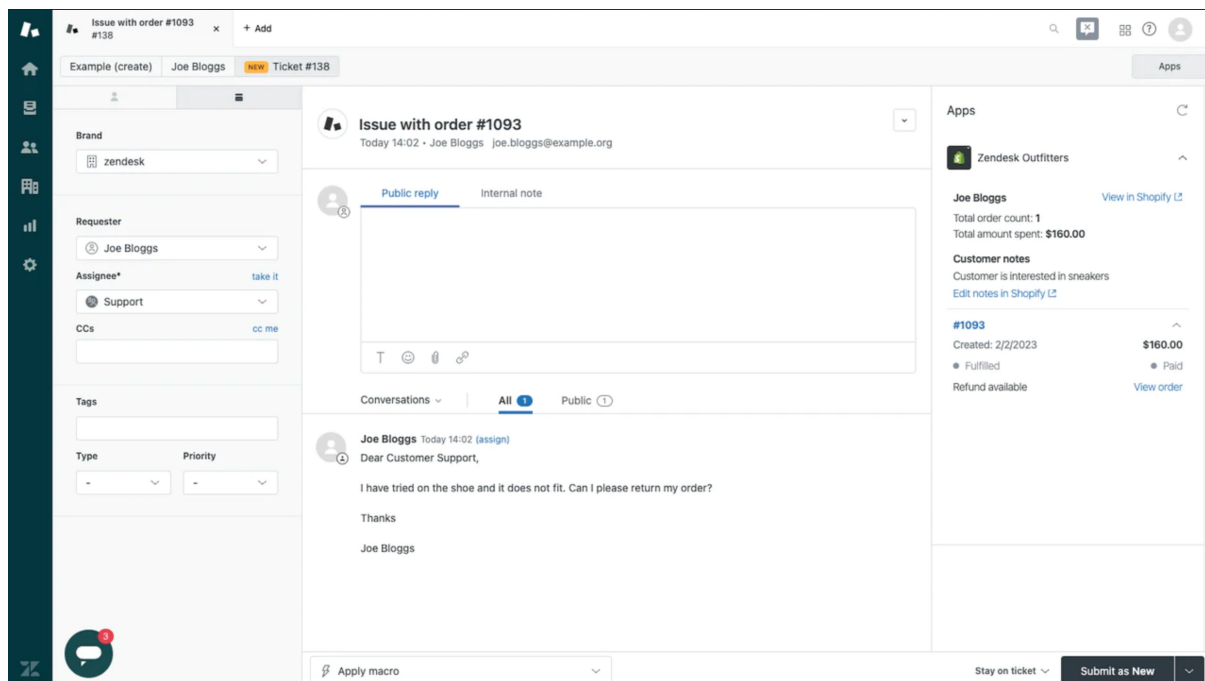 Issue with order #1093
#138
+ Add
Example (create)
Joe Bloggs
NEW Ticket #138
Apps
Brand
zendesk
Requester
Joe Bloggs
Assignee*
take it
Support
CCs
cc me
Tags
Type
Priority
-
-
3
Issue with order #1093
Today 14:02 • Joe Bloggs joe.bloggs@example.org
Public reply
Internal note
T
Conversations
All 1
Public 1
Joe Bloggs Today 14:02 (assign)
Dear Customer Support,
I have tried on the shoe and it does not fit. Can I please return my order?
Thanks
Joe Bloggs
Apply macro
Stay on ticket
Submit as New
Apps
Zendesk Outfitters
Joe Bloggs
View in Shopify
Total order count: 1
Total amount spent: $160.00
Customer notes
Customer is interested in sneakers
Edit notes in Shopify
#1093
Created: 2/2/2023
$160.00
Fulfilled
Paid
Refund available
View order